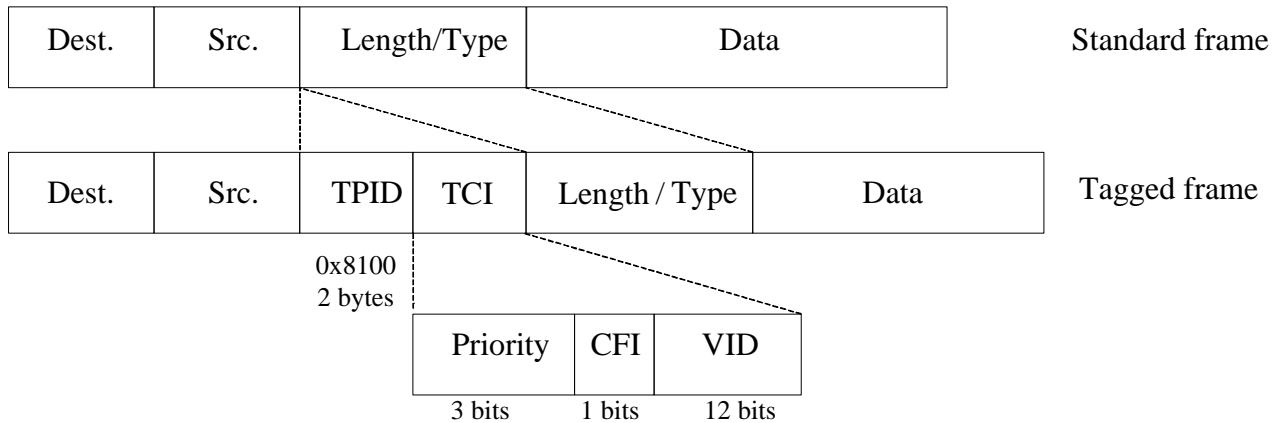 Dest. Src. Length/Type Data Standard frame
Dest. Src. TPID TCI Length / Type Data Tagged frame
0x8100
2 bytes
Priority CFI VID
3 bits 1 bits 12 bits